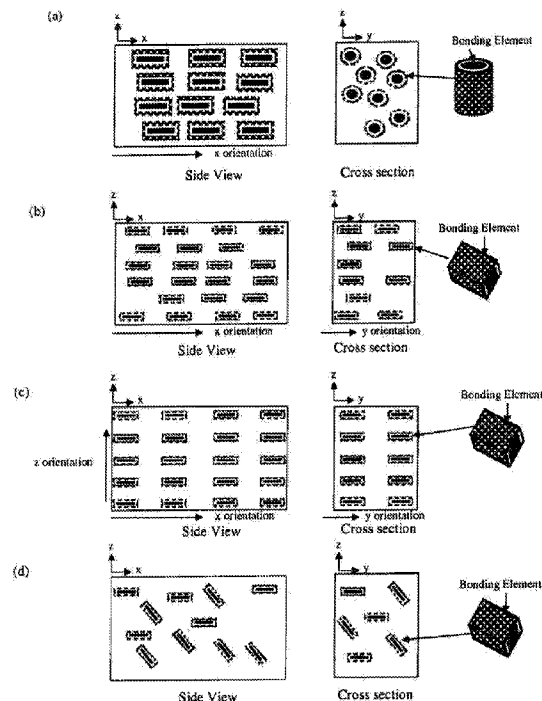 (a)
z
x
z
y
Bonding Element
x orientation
Side View
Cross section
(b)
z
x
z
y
Bonding Element
x orientation
y orientation
Side View
Cross section
(c)
z
x
z
y
Bonding Element
z orientation
x orientation
y orientation
Side View
Cross section
(d)
z
x
z
y
Bonding Element
Side View
Cross section